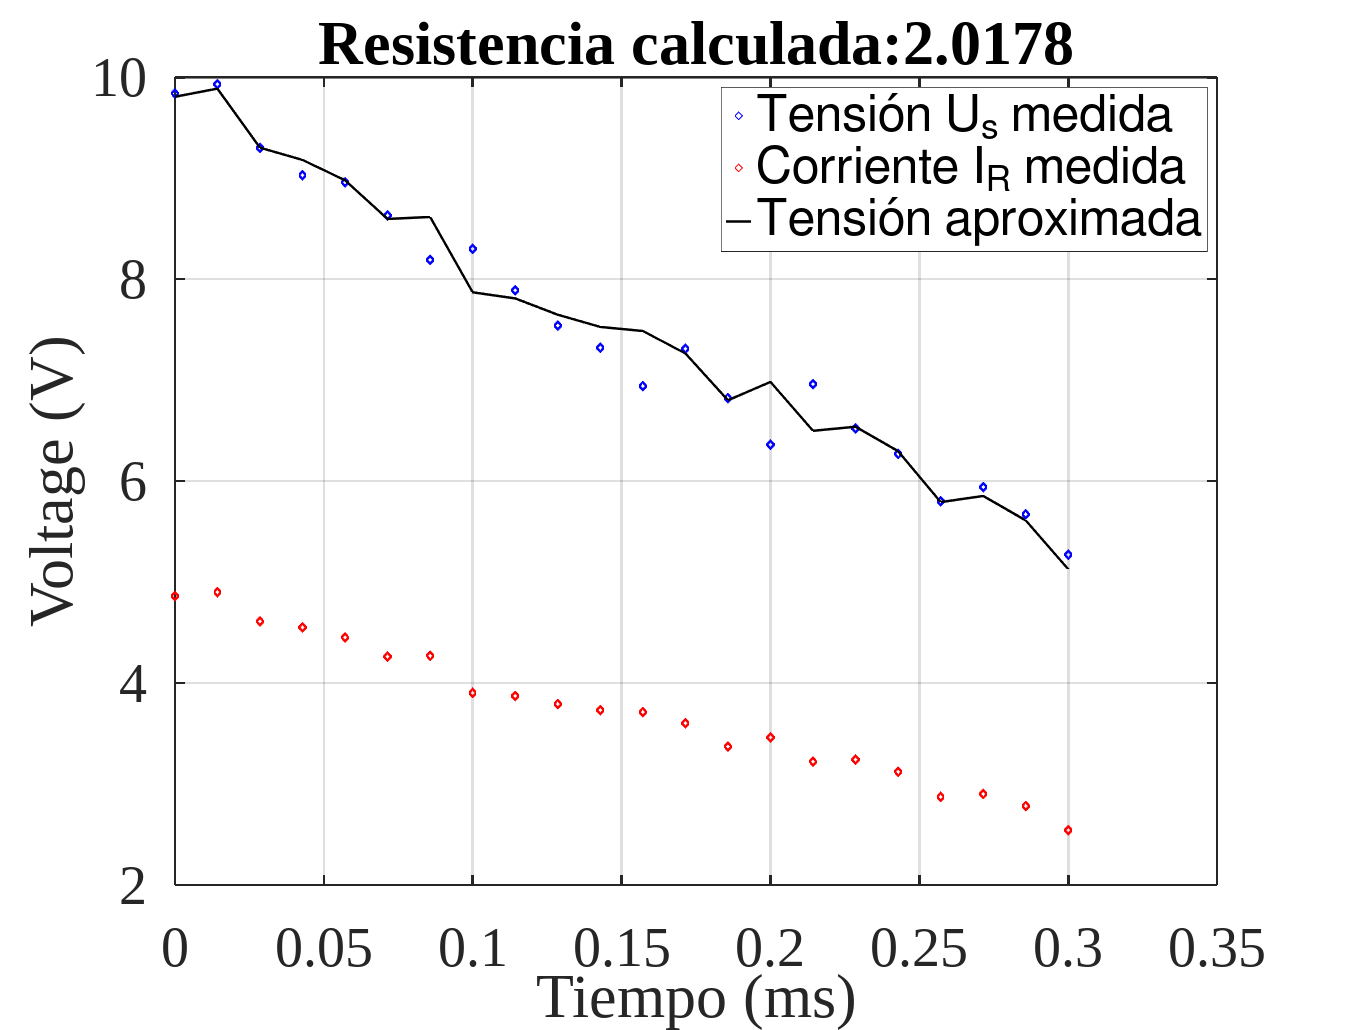 Resistencia calculada:2.0178
Tensión Us medida
Corriente IR medida
Tensión aproximada
Voltage (V)
10
8
6
4
2
0 0.05 0.1 0.15 0.2 0.25 0.3 0.35
Tiempo (ms)